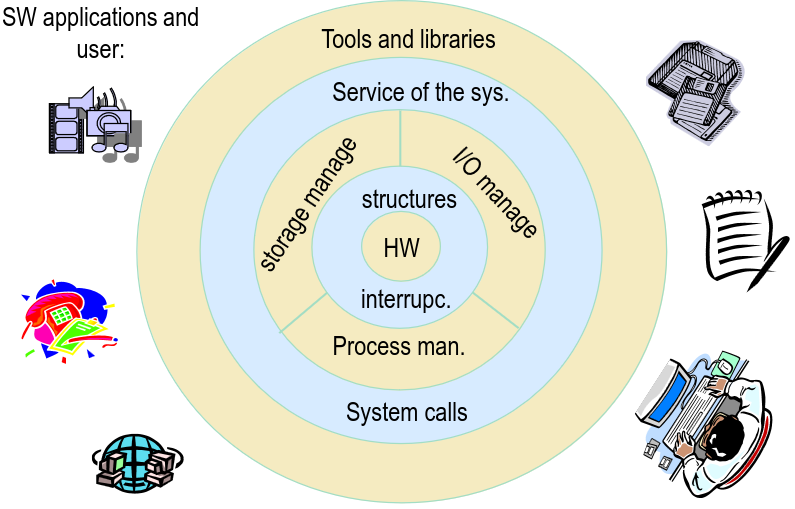 SW applications and
user:
Tools and libraries
Service of the sys.
storage manage
I/O manage
structures
HW
interrupc.
Process man.
System calls